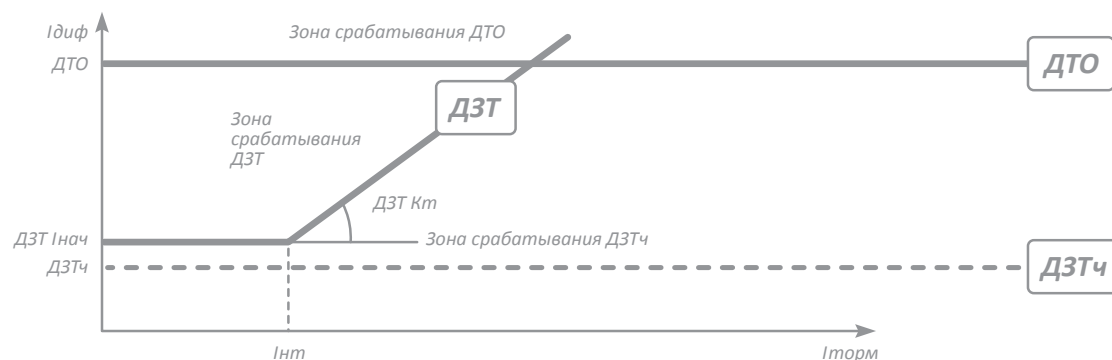 Iдиф
Зона срабатывания ДТО
ДТО
ДТО
ДЗТ
Зона
срабатывания
ДЗТ
ДЗТ Кт
ДЗТ Iнач
Зона срабатывания ДЗТч
ДЗТч
ДЗТч
Iнт
Iторм